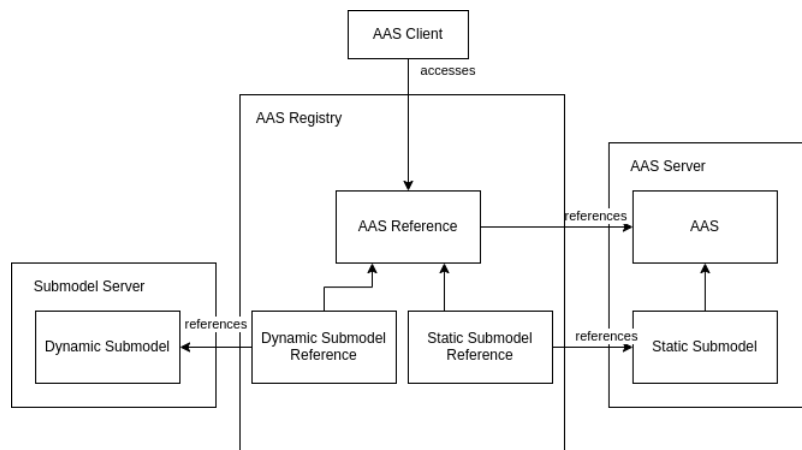 AAS Client
accesses
AAS Registry
AAS Server
AAS Reference
references
AAS
Submodel Server
references
Dynamic Submodel
Dynamic Submodel
Reference
Static Submodel
Reference
references
Static Submodel